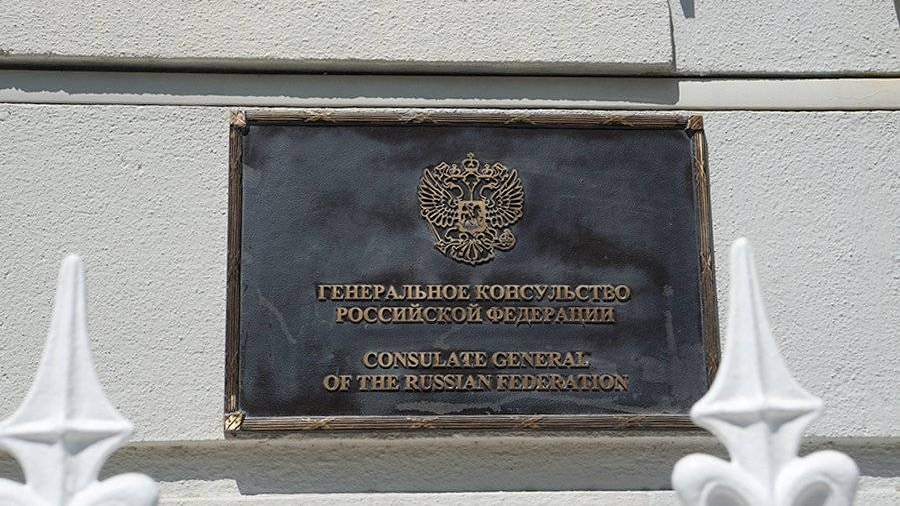 ГЕНЕРАЛЬНОЕ КОНСУЛЬСТВО
РОССИЙСКОЙ ФЕДЕРАЦИИ
CONSULATE GENERAL
OF THE RUSSIAN FEDERATION